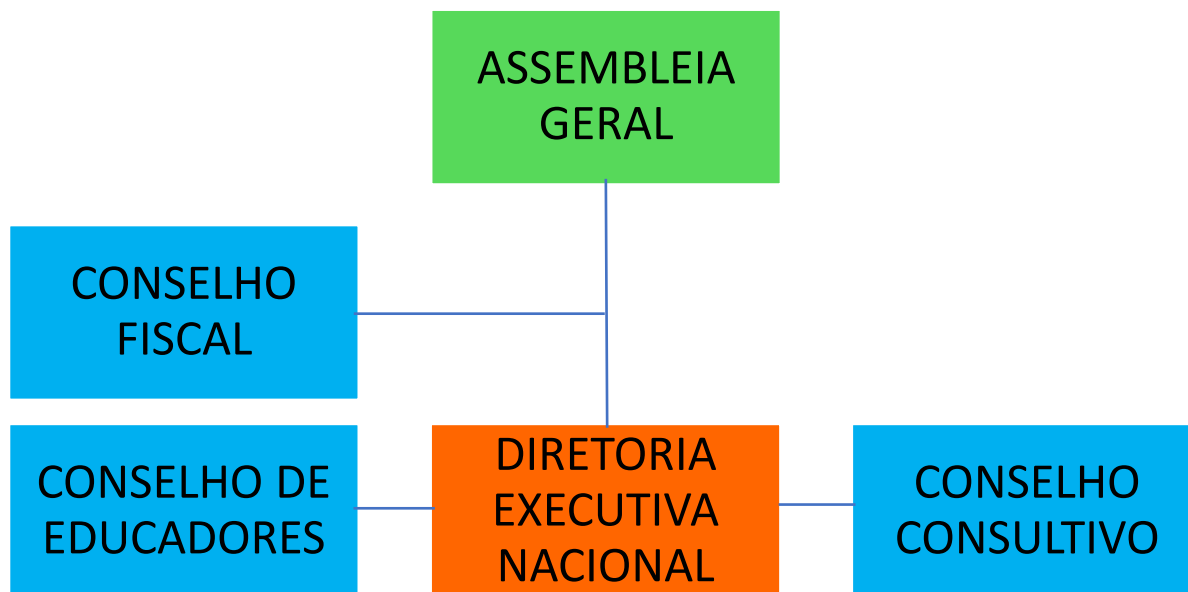 ASSEMBLEIA
GERAL
CONSELHO
FISCAL
CONSELHO DE
EDUCADORES
DIRETORIA
EXECUTIVA
NACIONAL
CONSELHO
CONSULTIVO